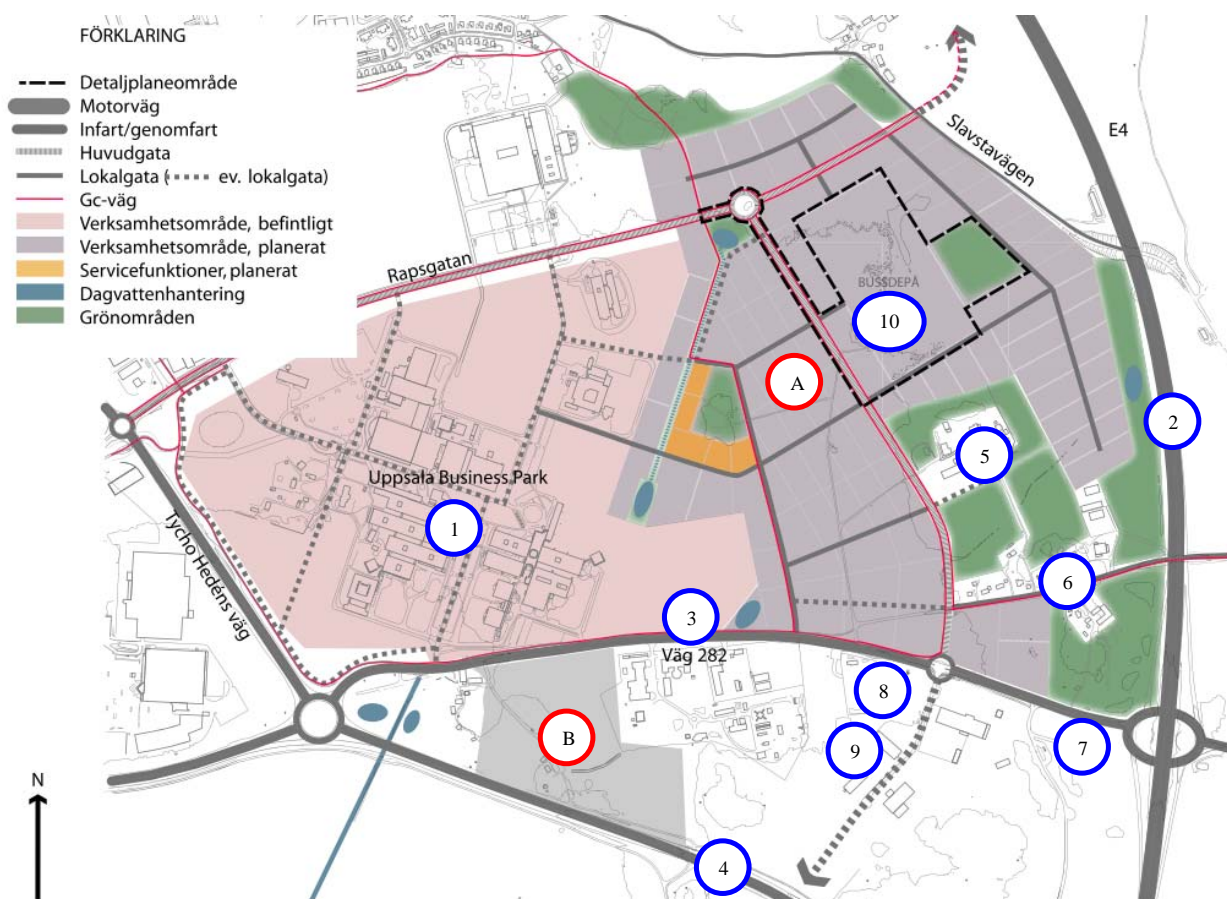 FÖRKLARING
Detaljplaneområde
Motorväg
Infart/genomfart
Huvudgata
Lokalgata ( ev. lokalgata)
Gc-väg
Verksamhetsområde, befintligt
Verksamhetsområde, planerat
Servicefunktioner, planerat
Dagvattenhantering
Grönområden
E4
Slavstavägen
Rapsgatan
BUSSDEPÅ
10
A
2
5
Uppsala Business Park
1
Tycho Hedéns väg
6
3
Väg 282
8
B
9
7
N
4